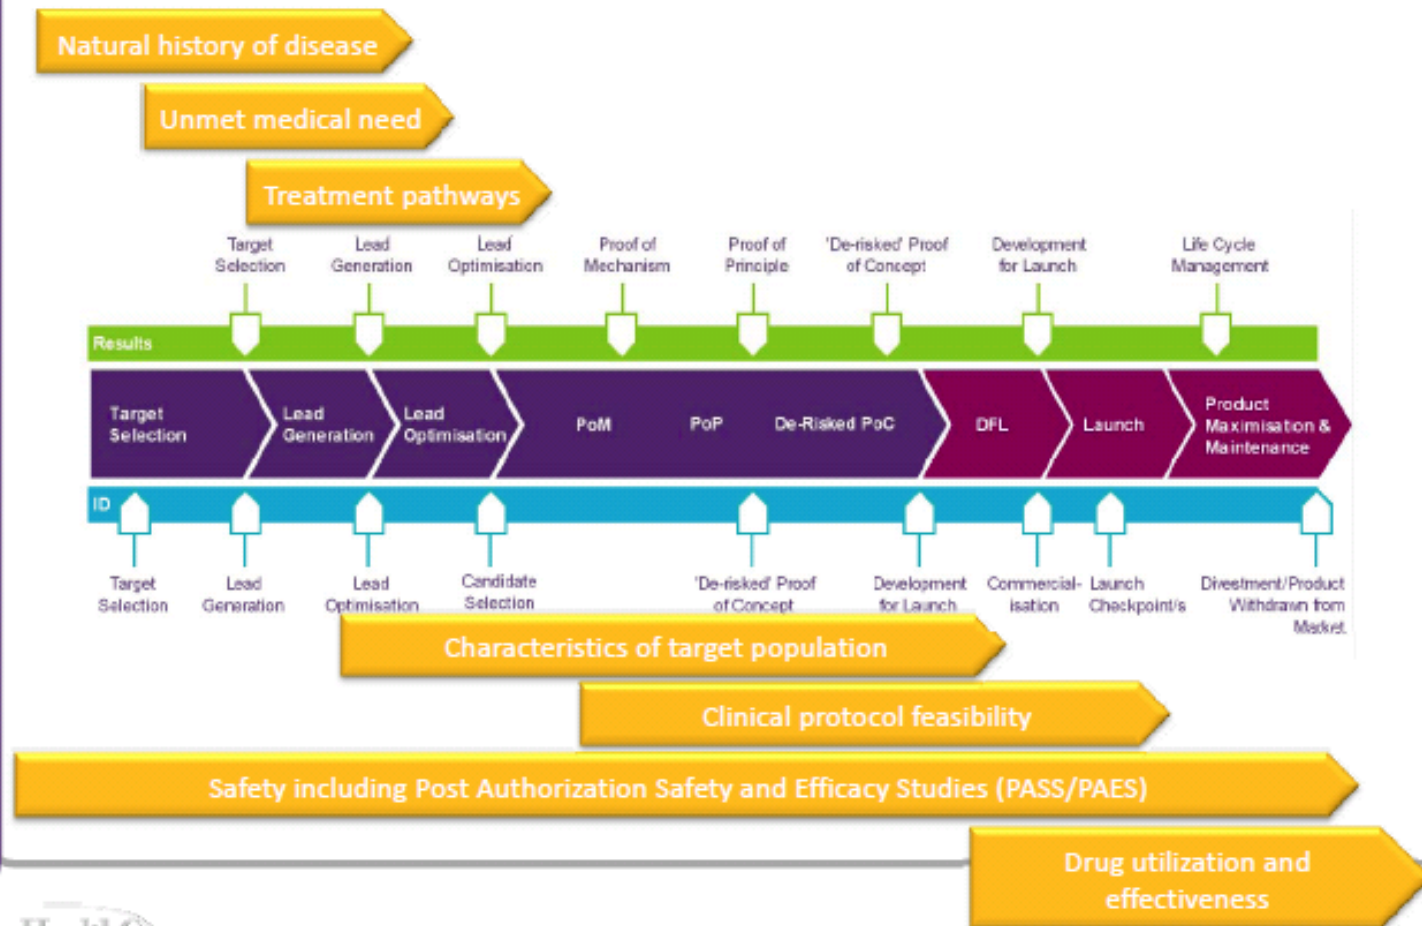 Natural history of disease
Unmet medical need
Treatment pathways
Target
Selection
Lead
Generation
Lead
Optimisation
Proof of
Mechanism
Proof of
Principle
'De-risked' Proof
of Concept
Development
for Launch
Life Cycle
Management
Results
Target
Selection
Lead
Generation
Lead
Optimisation
PoM
PoP
De-Risked PoC
DFL
Launch
Product
Maximisation &
Maintenance
ID
Target
Selection
Lead
Generation
Lead
Optimisation
Candidate
Selection
'De-risked' Proof
of Concept
Development
for Launch
Commercial-
isation
Launch
Checkpoint/s
Divestment/Product
Withdrawn from
Market
Characteristics of target population
Clinical protocol feasibility
Safety including Post Authorization Safety and Efficacy Studies (PASS/PAES)
Drug utilization and
effectiveness